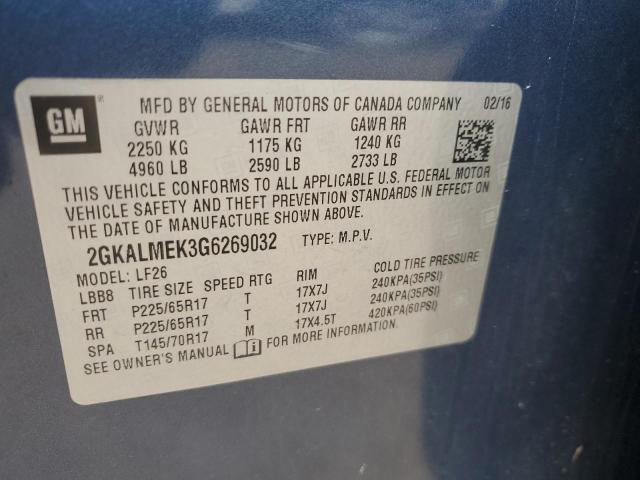 GM ®
MFD BY GENERAL MOTORS OF CANADA COMPANY 02/16
GVWR GAWR FRT GAWR RR
2250 KG 1175 KG 1240 KG
4960 LB 2590 LB 2733 LB
THIS VEHICLE CONFORMS TO ALL APPLICABLE U.S. FEDERAL MOTOR
VEHICLE SAFETY AND THEFT PREVENTION STANDARDS IN EFFECT ON
THE DATE OF MANUFACTURE SHOWN ABOVE.
2GKALMEK3G6269032 TYPE: M.P.V.
MODEL: LF26
LBB8 TIRE SIZE SPEED RTG RIM COLD TIRE PRESSURE
FRT P225/65R17 T 17X7J 240KPA(35PSI)
RR P225/65R17 T 17X7J 240KPA(35PSI)
SPA T145/70R17 M 17X4.5T 420KPA(60PSI)
SEE OWNER'S MANUAL FOR MORE INFORMATION.